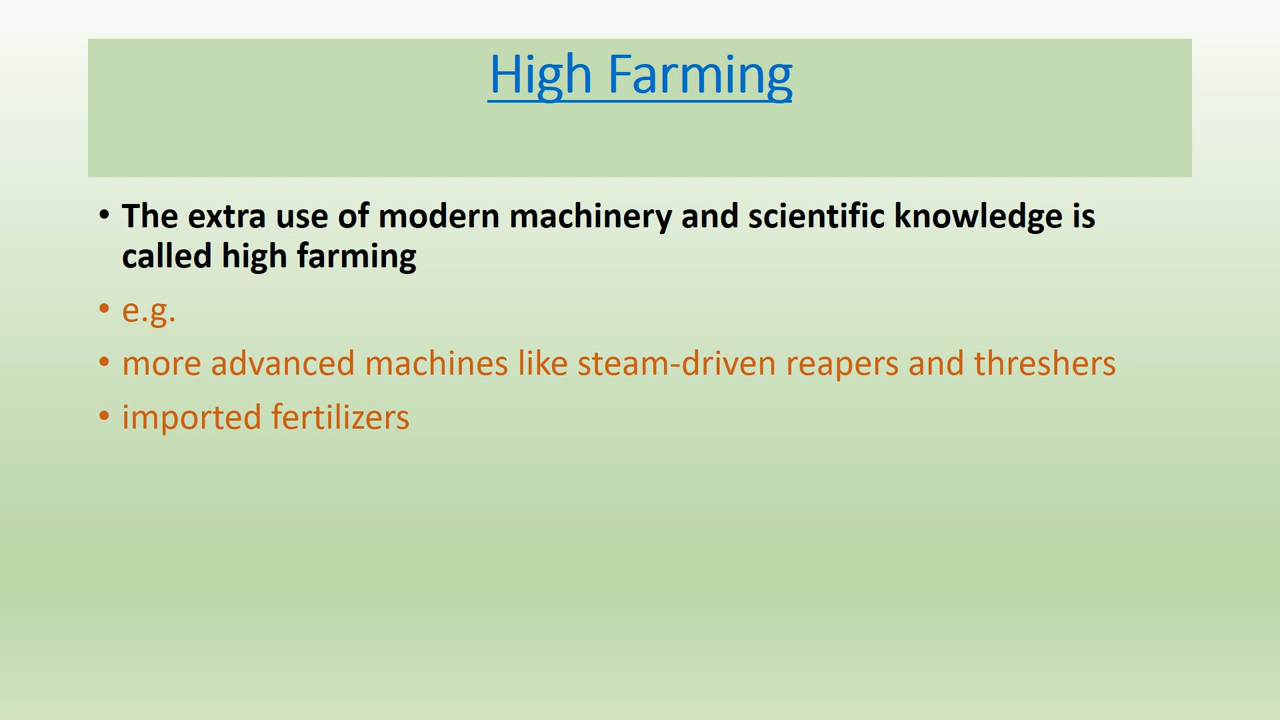 High Farming
• The extra use of modern machinery and scientific knowledge is
called high farming
• e.g.
• more advanced machines like steam-driven reapers and threshers
• imported fertilizers